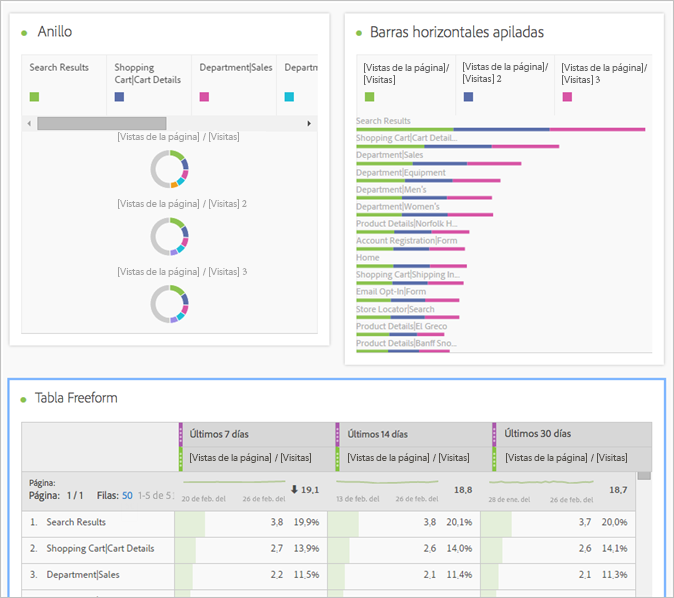 Anillo
Search Results
Shopping
Cart|Cart Details
Department|Sales
Departn
[Vistas de la página] / [Visitas]
[Vistas de la página] / [Visitas] 2
[Vistas de la página] / [Visitas] 3
Barras horizontales apiladas
[Vistas de la página]/
[Visitas]
[Vistas de la página]/
[Visitas] 2
[Vistas de la página]/
[Visitas] 3
Search Results
Shopping Cart|Cart Detail...
Department|Sales
Department|Equipment
Department|Men's
Department|Women's
Product Details|Norfolk H...
Account Registration|Form
Home
Shopping Cart|Shipping In...
Email Opt-In|Form
Store Locator|Search
Product Details|El Greco
Product Details|Banff Sno...
Tabla Freeform
Últimos 7 días Últimos 14 días Últimos 30 días
[Vistas de la página] / [Visitas] [Vistas de la página] / [Visitas] [Vistas de la página] / [Visitas]
Página:
Página: 1 / 1 Filas: 50 1-5 de 5
20 de feb. del 26 de feb. del 19,1
13 de feb. del 26 de feb. del 18,8
28 de ene. del 26 de feb. del 18,7
1. Search Results 3,8 19,9% 3,8 20,1% 3,7 20,0%
2. Shopping Cart|Cart Details 2,7 13,9% 2,6 14,0% 2,6 14,1%
3. Department|Sales 2,2 11,5% 2,1 11,4% 2,1 11,3%